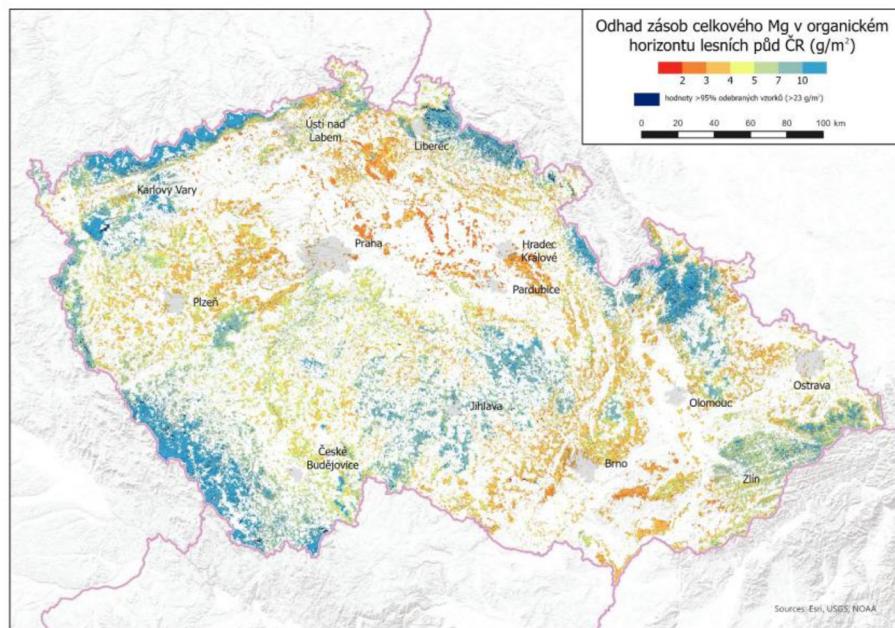 Odhad zásob celkového Mg v organickém
horizontu lesních půd ČR (g/m²)
2 3 4 5 7 10
hodnoty >95% odebraných vzorků (>23 g/m²)
0 20 40 60 80 100 km
Ústí nad
Labem
Liberec
Karlovy Vary
Praha
Hradec
Králové
Pardubice
Plzeň
Ostrava
Olomouc
Jihlava
České
Budějovice
Brno
Zlín
Sources: Esri, USGS, NOAA